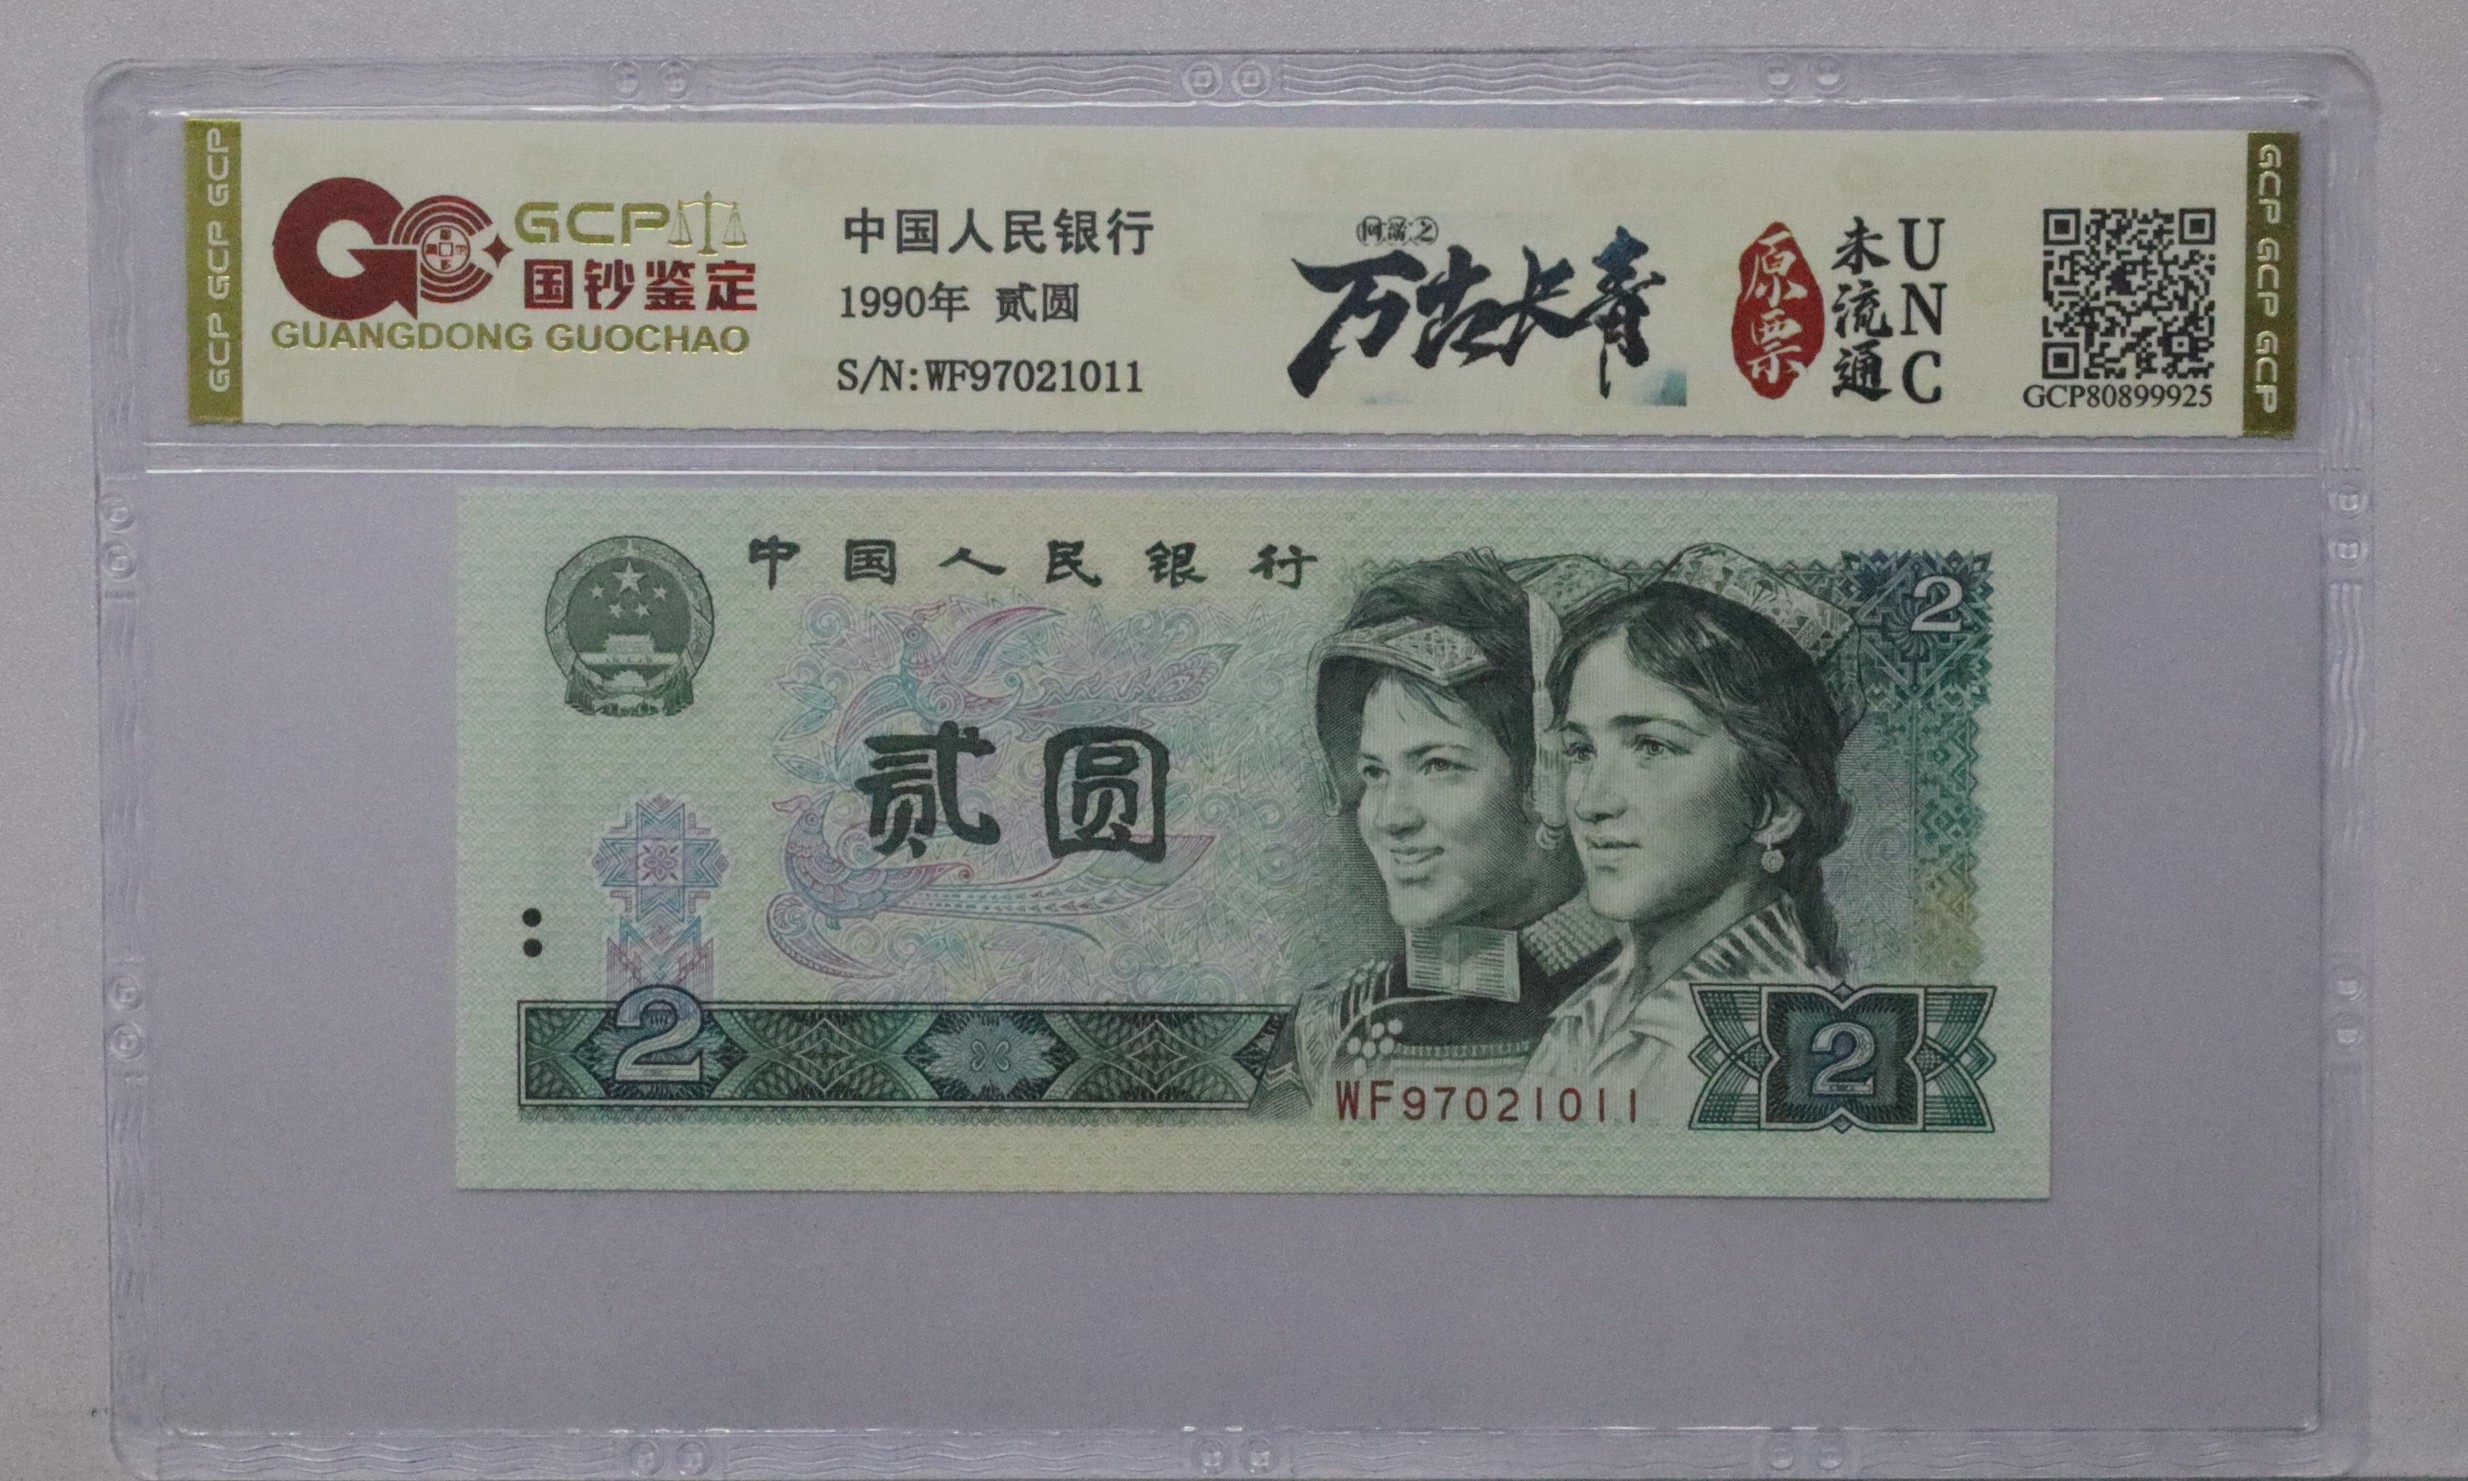 GCP GCP GCP
GCP
国钞鉴定
GUANGDONG GUOCHAO
中国人民银行
1990年 贰圆
S/N:WF97021011
万古长青
原票
未流通
UNC
GCP80899925
GCP GCP GCP
中国人民银行
2
贰圆
2
2
WF97021011